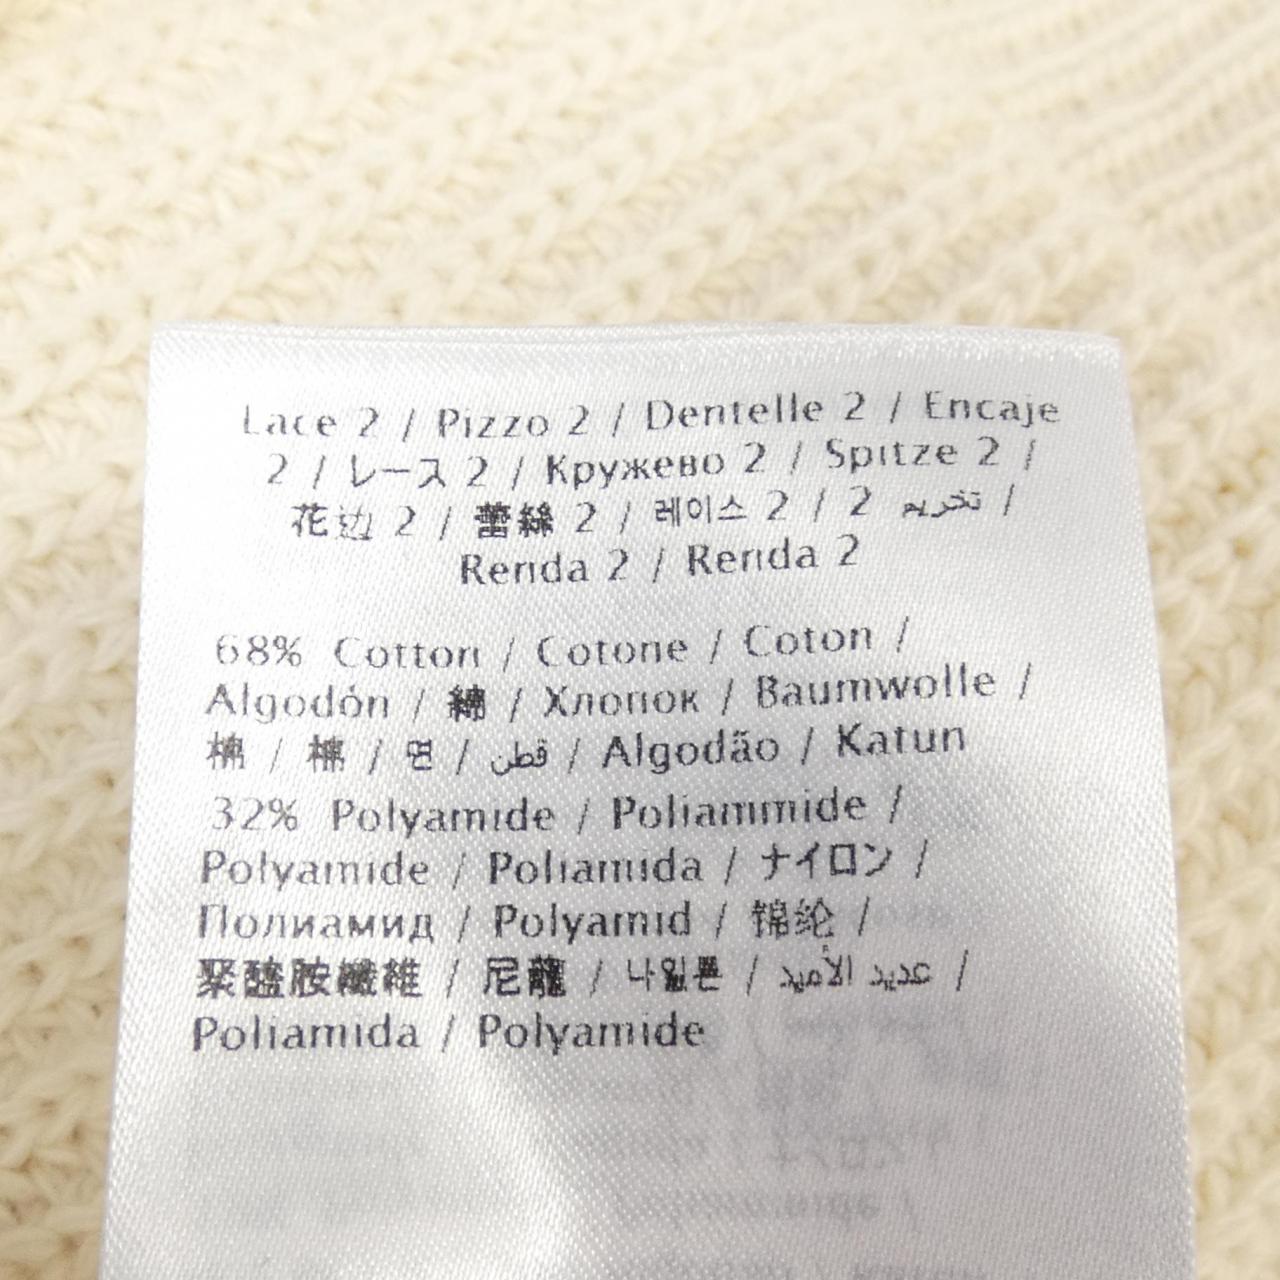 Lace 2 / Pizzo 2 / Dentelle 2 / Encaje
2 / レース 2 / Кружево 2 / Spitze 2 /
花边 2 / 蕾絲 2 / 레이스 2 / 2 تخريم /
Renda 2 / Renda 2
68% Cotton / Cotone / Coton /
Algodón / 綿 / Хлопок / Baumwolle /
棉 / 棉 / 면 / قطن / Algodão / Katun
32% Polyamide / Poliammide /
Polyamide / Poliamida / ナイロン /
Полиамид / Polyamid / 锦纶 /
聚醯胺纖維 / 尼龍 / 나일론 / عديد الأميد /
Poliamida / Polyamide